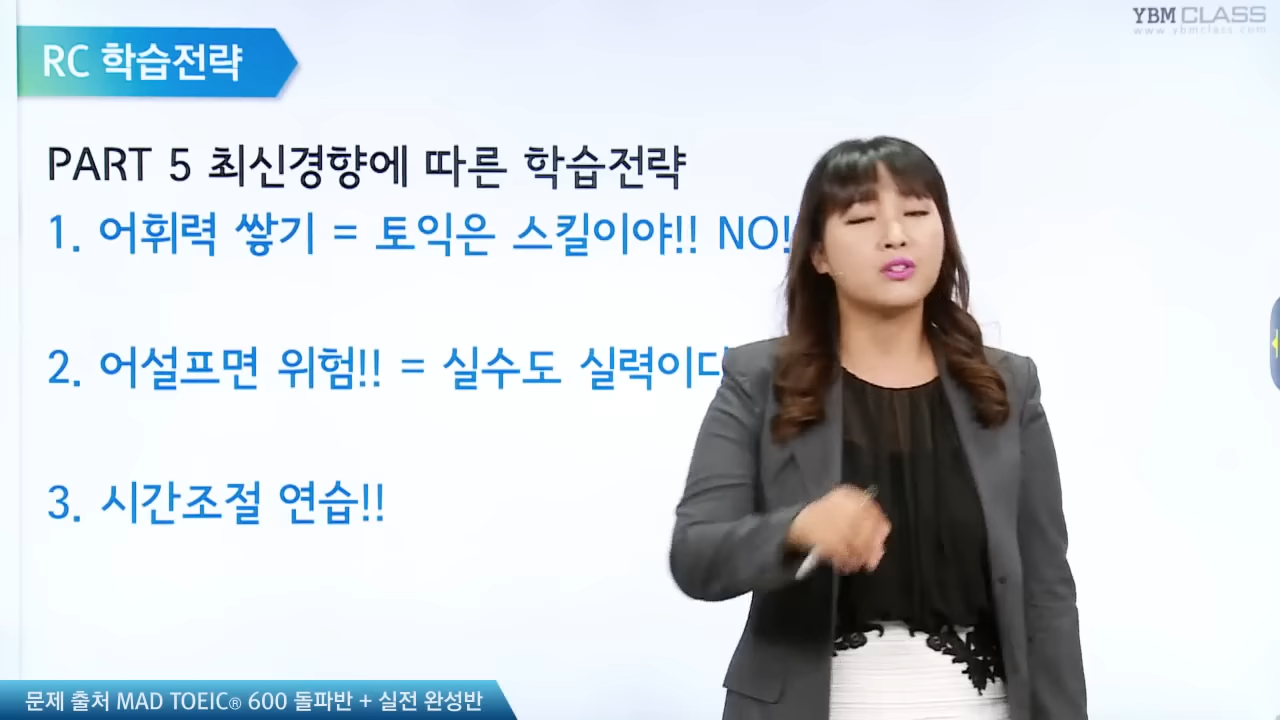 YBM CLASS
www.ybmclass.com
RC 학습전략
PART 5 최신경향에 따른 학습전략
1. 어휘력 쌓기 = 토익은 스킬이야!! NO!
2. 어설프면 위험!! = 실수도 실력이다
3. 시간조절 연습!!
문제 출처 MAD TOEIC® 600 돌파반 + 실전 완성반